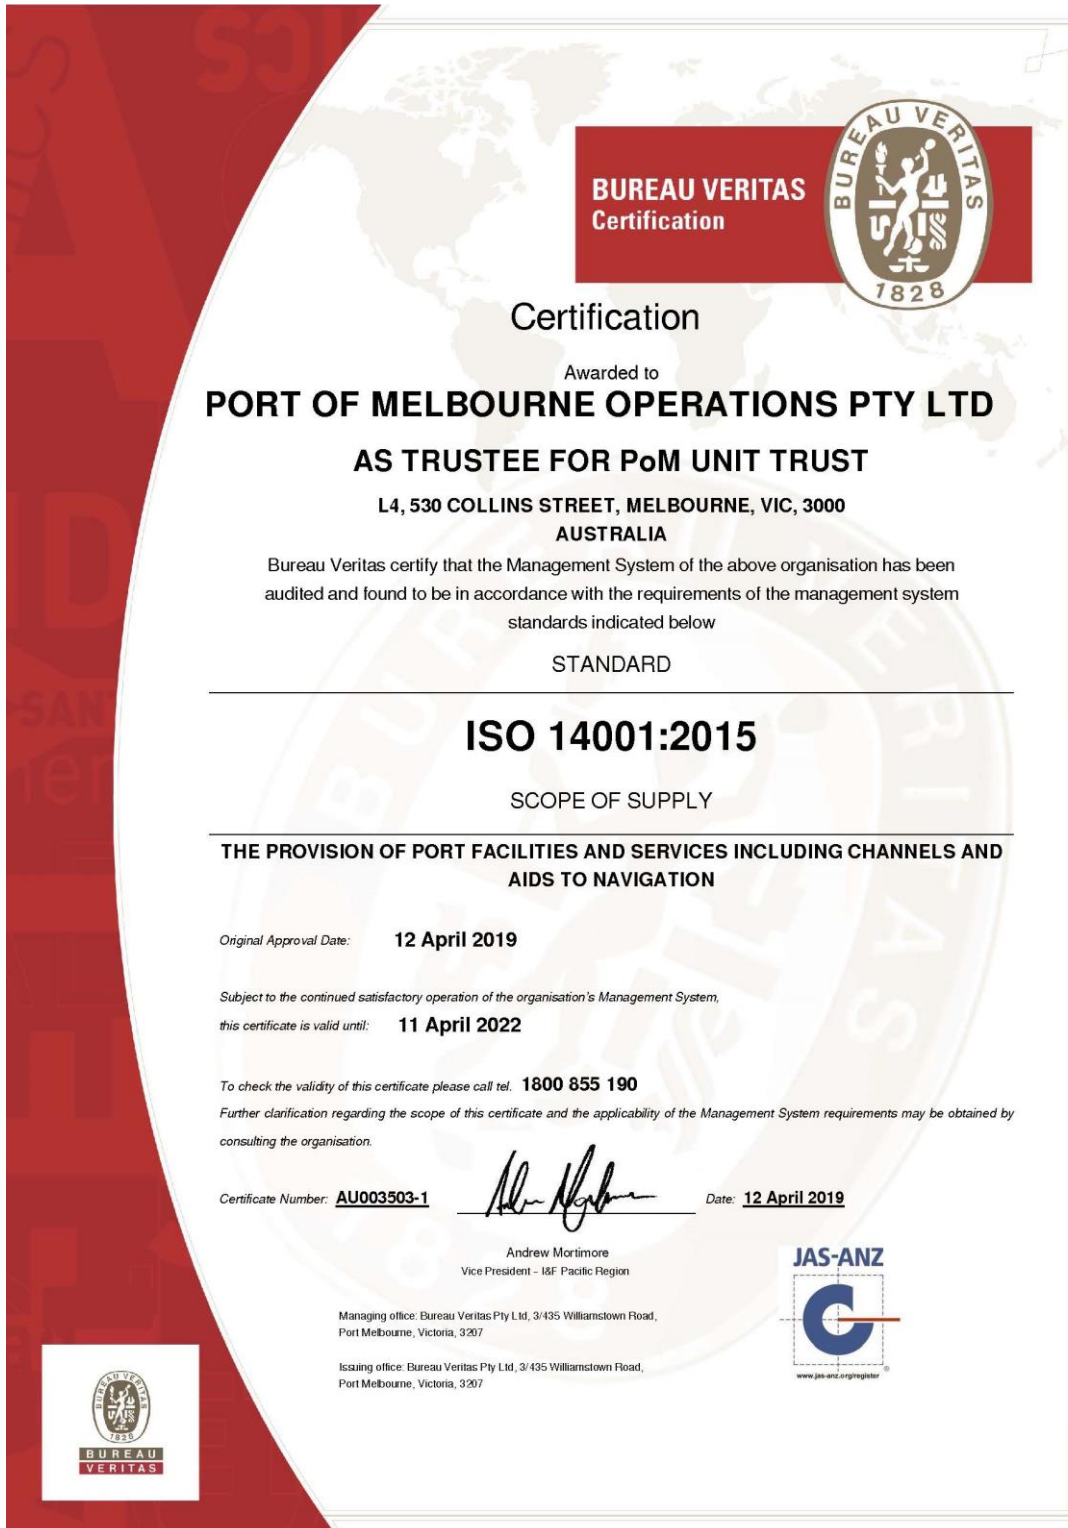 BUREAU VERITAS
Certification
BUREAU VERITAS
1828
Certification
Awarded to
PORT OF MELBOURNE OPERATIONS PTY LTD
AS TRUSTEE FOR PoM UNIT TRUST
L4, 530 COLLINS STREET, MELBOURNE, VIC, 3000
AUSTRALIA
Bureau Veritas certify that the Management System of the above organisation has been
audited and found to be in accordance with the requirements of the management system
standards indicated below
STANDARD
ISO 14001:2015
SCOPE OF SUPPLY
THE PROVISION OF PORT FACILITIES AND SERVICES INCLUDING CHANNELS AND
AIDS TO NAVIGATION
Original Approval Date: 12 April 2019
Subject to the continued satisfactory operation of the organisation's Management System,
this certificate is valid until: 11 April 2022
To check the validity of this certificate please call tel. 1800 855 190
Further clarification regarding the scope of this certificate and the applicability of the Management System requirements may be obtained by
consulting the organisation.
Certificate Number: AU003503-1 Date: 12 April 2019
Andrew Mortimore
Vice President – I&F Pacific Region
JAS-ANZ
Managing office: Bureau Veritas Pty Ltd, 3/435 Williamstown Road,
Port Melbourne, Victoria, 3207
Issuing office: Bureau Veritas Pty Ltd, 3/435 Williamstown Road,
Port Melbourne, Victoria, 3207
www.jas-anz.org/register
BUREAU VERITAS
1828
BUREAU
VERITAS